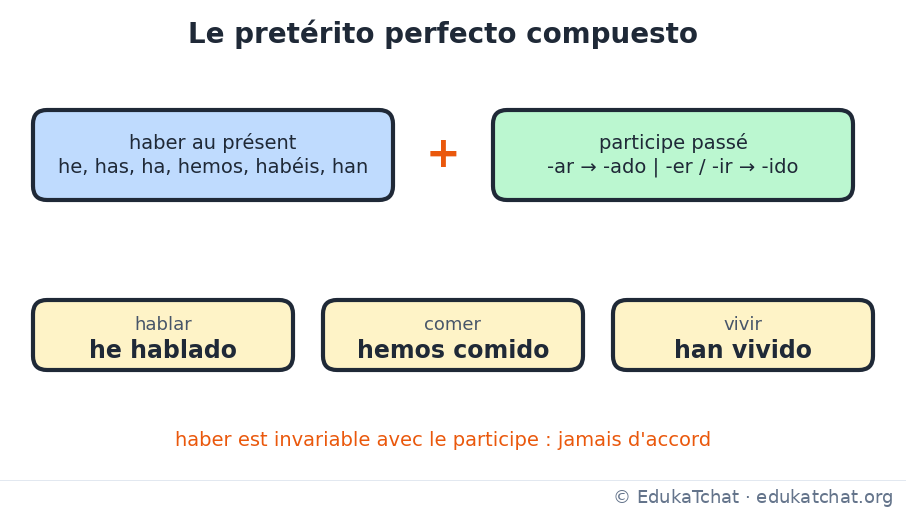 Le pretérito perfecto compuesto
haber au présent
he, has, ha, hemos, habéis, han
+
participe passé
-ar → -ado | -er / -ir → -ido
hablar
he hablado
comer
hemos comido
vivir
han vivido
haber est invariable avec le participe : jamais d'accord
© EdukaTchat · edukatchat.org